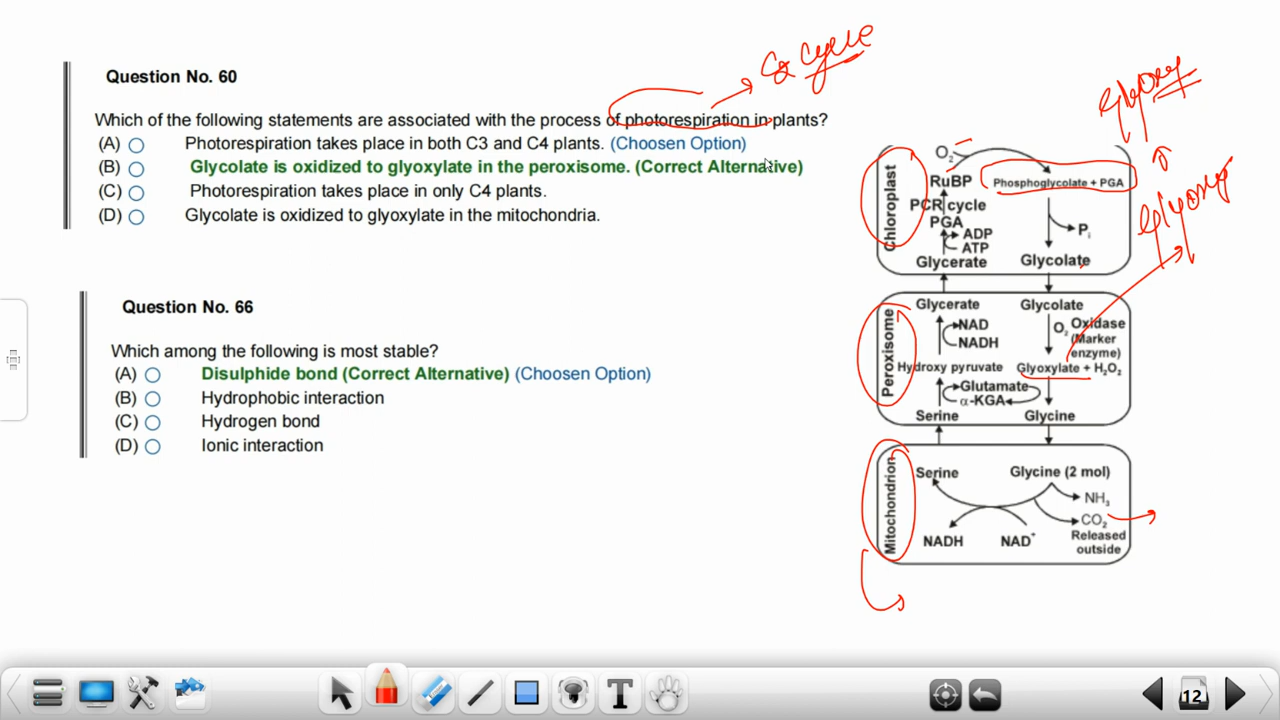 Question No. 60
Which of the following statements are associated with the process of photorespiration in plants?
(A) Photorespiration takes place in both C3 and C4 plants. (Choosen Option)
(B) Glycolate is oxidized to glyoxylate in the peroxisome. (Correct Alternative)
(C) Photorespiration takes place in only C4 plants.
(D) Glycolate is oxidized to glyoxylate in the mitochondria.
Question No. 66
Which among the following is most stable?
(A) Disulphide bond (Correct Alternative) (Choosen Option)
(B) Hydrophobic interaction
(C) Hydrogen bond
(D) Ionic interaction
C2 cycle
Glyoxy
Glyoxy
Chloroplast
O2
RuBP
Phosphoglycolate + PGA
PCR cycle
PGA
ADP
ATP
Pi
Glycerate
Glycolate
Peroxisome
Glycerate
Glycolate
NAD
NADH
O2 Oxidase
(Marker
enzyme)
Hydroxy pyruvate
Glyoxylate + H2O2
Glutamate
α-KGA
Serine
Glycine
Mitochondrion
Serine
Glycine (2 mol)
NH3
CO2
Released
outside
NADH
NAD+
T
12